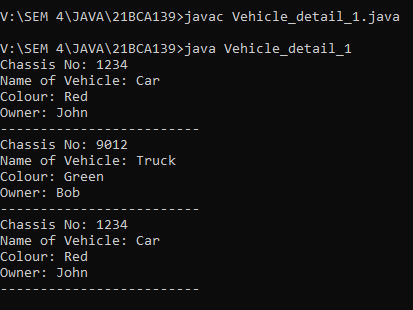 V:\SEM 4\JAVA\21BCA139>javac Vehicle_detail_1.java
V:\SEM 4\JAVA\21BCA139>java Vehicle_detail_1
Chassis No: 1234
Name of Vehicle: Car
Colour: Red
Owner: John
-------------------------
Chassis No: 9012
Name of Vehicle: Truck
Colour: Green
Owner: Bob
-------------------------
Chassis No: 1234
Name of Vehicle: Car
Colour: Red
Owner: John
-------------------------